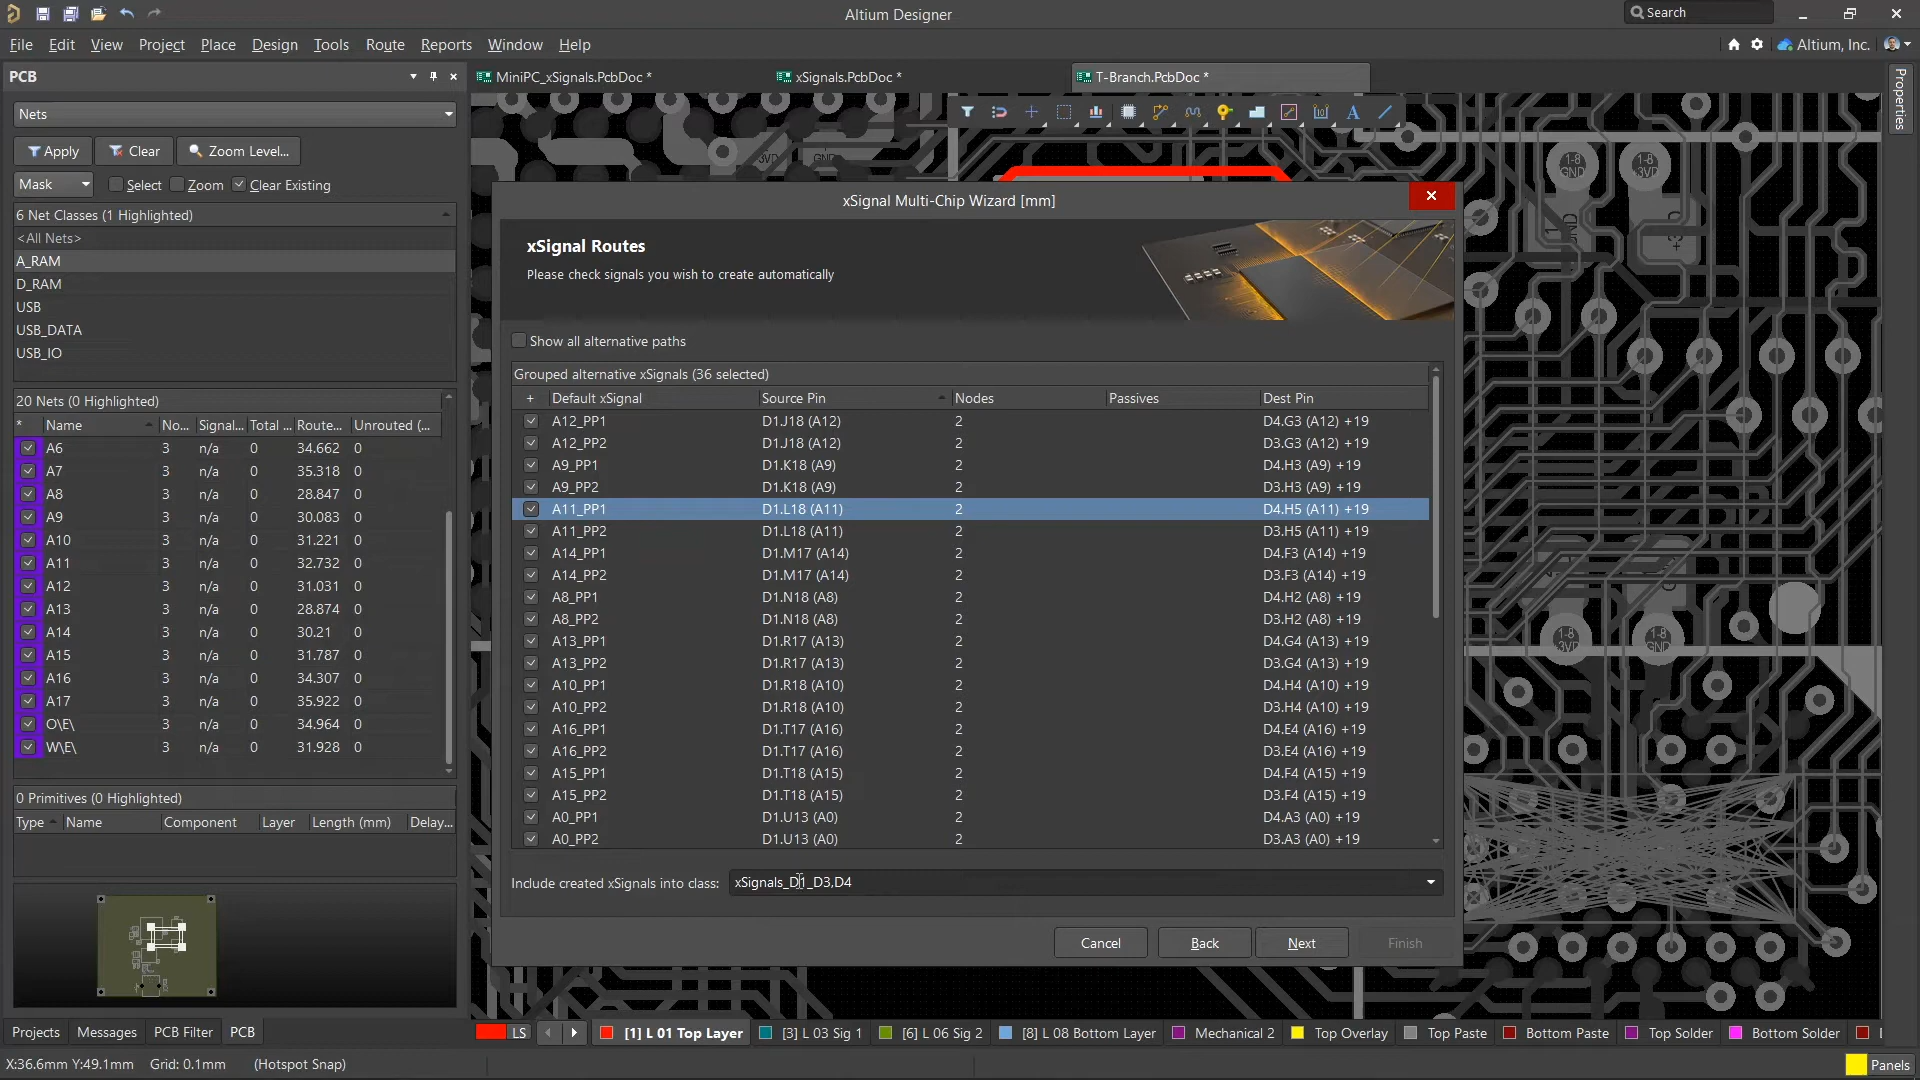 Altium Designer
Search
File Edit View Project Place Design Tools Route Reports Window Help
Altium, Inc.
PCB
MiniPC_xSignals.PcbDoc *
xSignals.PcbDoc *
T-Branch.PcbDoc *
Properties
Nets
Apply Clear Zoom Level...
Mask Select Zoom Clear Existing
6 Net Classes (1 Highlighted)
<All Nets>
A_RAM
D_RAM
USB
USB_DATA
USB_IO
20 Nets (0 Highlighted)
* Name No... Signal... Total ... Route... Unrouted (...
A6 3 n/a 0 34.662 0
A7 3 n/a 0 35.318 0
A8 3 n/a 0 28.847 0
A9 3 n/a 0 30.083 0
A10 3 n/a 0 31.221 0
A11 3 n/a 0 32.732 0
A12 3 n/a 0 31.031 0
A13 3 n/a 0 28.874 0
A14 3 n/a 0 30.21 0
A15 3 n/a 0 31.787 0
A16 3 n/a 0 34.307 0
A17 3 n/a 0 35.922 0
O\E\ 3 n/a 0 34.964 0
W\E\ 3 n/a 0 31.928 0
0 Primitives (0 Highlighted)
Type Name Component Layer Length (mm) Delay...
xSignal Multi-Chip Wizard [mm]
xSignal Routes
Please check signals you wish to create automatically
Show all alternative paths
Grouped alternative xSignals (36 selected)
+ Default xSignal Source Pin Nodes Passives Dest Pin
A12_PP1 D1.J18 (A12) 2 D4.G3 (A12) +19
A12_PP2 D1.J18 (A12) 2 D3.G3 (A12) +19
A9_PP1 D1.K18 (A9) 2 D4.H3 (A9) +19
A9_PP2 D1.K18 (A9) 2 D3.H3 (A9) +19
A11_PP1 D1.L18 (A11) 2 D4.H5 (A11) +19
A11_PP2 D1.L18 (A11) 2 D3.H5 (A11) +19
A14_PP1 D1.M17 (A14) 2 D4.F3 (A14) +19
A14_PP2 D1.M17 (A14) 2 D3.F3 (A14) +19
A8_PP1 D1.N18 (A8) 2 D4.H2 (A8) +19
A8_PP2 D1.N18 (A8) 2 D3.H2 (A8) +19
A13_PP1 D1.R17 (A13) 2 D4.G4 (A13) +19
A13_PP2 D1.R17 (A13) 2 D3.G4 (A13) +19
A10_PP1 D1.R18 (A10) 2 D4.H4 (A10) +19
A10_PP2 D1.R18 (A10) 2 D3.H4 (A10) +19
A16_PP1 D1.T17 (A16) 2 D4.E4 (A16) +19
A16_PP2 D1.T17 (A16) 2 D3.E4 (A16) +19
A15_PP1 D1.T18 (A15) 2 D4.F4 (A15) +19
A15_PP2 D1.T18 (A15) 2 D3.F4 (A15) +19
A0_PP1 D1.U13 (A0) 2 D4.A3 (A0) +19
A0_PP2 D1.U13 (A0) 2 D3.A3 (A0) +19
Include created xSignals into class: xSignals_D1_D3,D4
Cancel Back Next Finish
1-8 GND
1-8 +3VD
1-8 +3VD
1-8 GND
Projects Messages PCB Filter PCB
LS [1] L 01 Top Layer [3] L 03 Sig 1 [6] L 06 Sig 2 [8] L 08 Bottom Layer Mechanical 2 Top Overlay Top Paste Bottom Paste Top Solder Bottom Solder
X:36.6mm Y:49.1mm Grid: 0.1mm (Hotspot Snap)
Panels